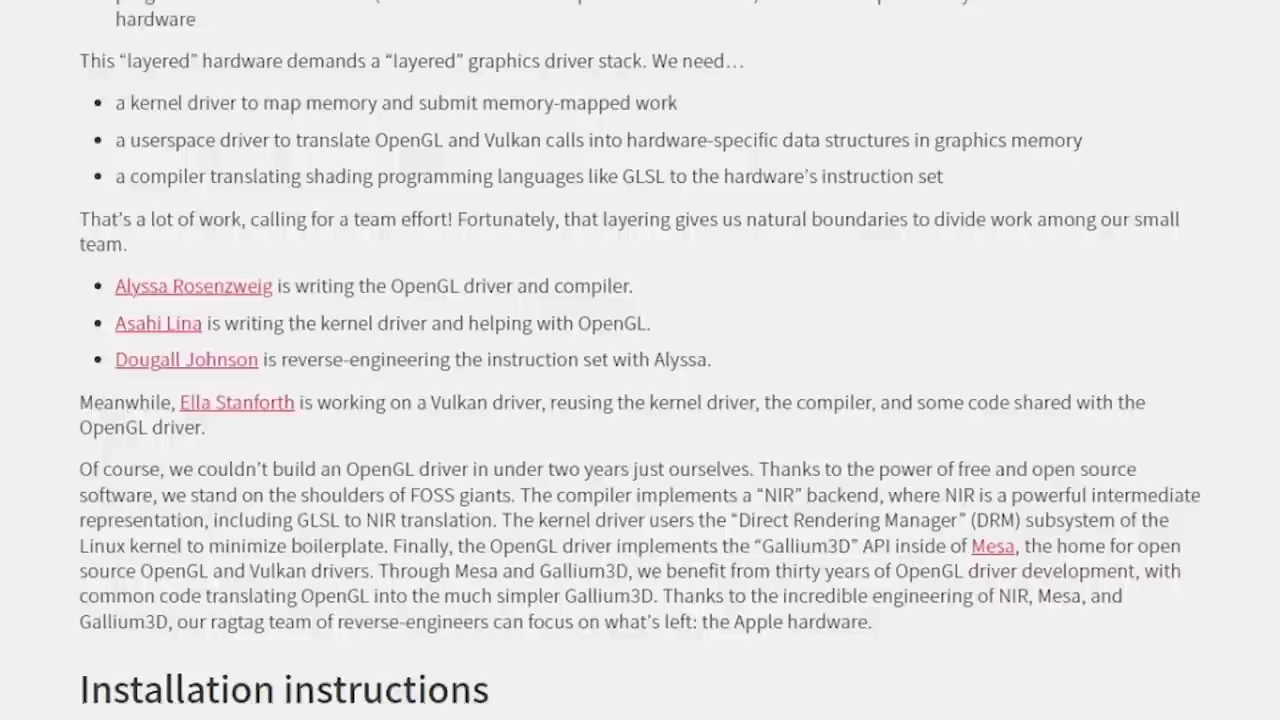 hardware
This “layered” hardware demands a “layered” graphics driver stack. We need…
• a kernel driver to map memory and submit memory-mapped work
• a userspace driver to translate OpenGL and Vulkan calls into hardware-specific data structures in graphics memory
• a compiler translating shading programming languages like GLSL to the hardware’s instruction set
That’s a lot of work, calling for a team effort! Fortunately, that layering gives us natural boundaries to divide work among our small
team.
• Alyssa Rosenzweig is writing the OpenGL driver and compiler.
• Asahi Lina is writing the kernel driver and helping with OpenGL.
• Dougall Johnson is reverse-engineering the instruction set with Alyssa.
Meanwhile, Ella Stanforth is working on a Vulkan driver, reusing the kernel driver, the compiler, and some code shared with the
OpenGL driver.
Of course, we couldn’t build an OpenGL driver in under two years just ourselves. Thanks to the power of free and open source
software, we stand on the shoulders of FOSS giants. The compiler implements a “NIR” backend, where NIR is a powerful intermediate
representation, including GLSL to NIR translation. The kernel driver users the “Direct Rendering Manager” (DRM) subsystem of the
Linux kernel to minimize boilerplate. Finally, the OpenGL driver implements the “Gallium3D” API inside of Mesa, the home for open
source OpenGL and Vulkan drivers. Through Mesa and Gallium3D, we benefit from thirty years of OpenGL driver development, with
common code translating OpenGL into the much simpler Gallium3D. Thanks to the incredible engineering of NIR, Mesa, and
Gallium3D, our ragtag team of reverse-engineers can focus on what’s left: the Apple hardware.
Installation instructions